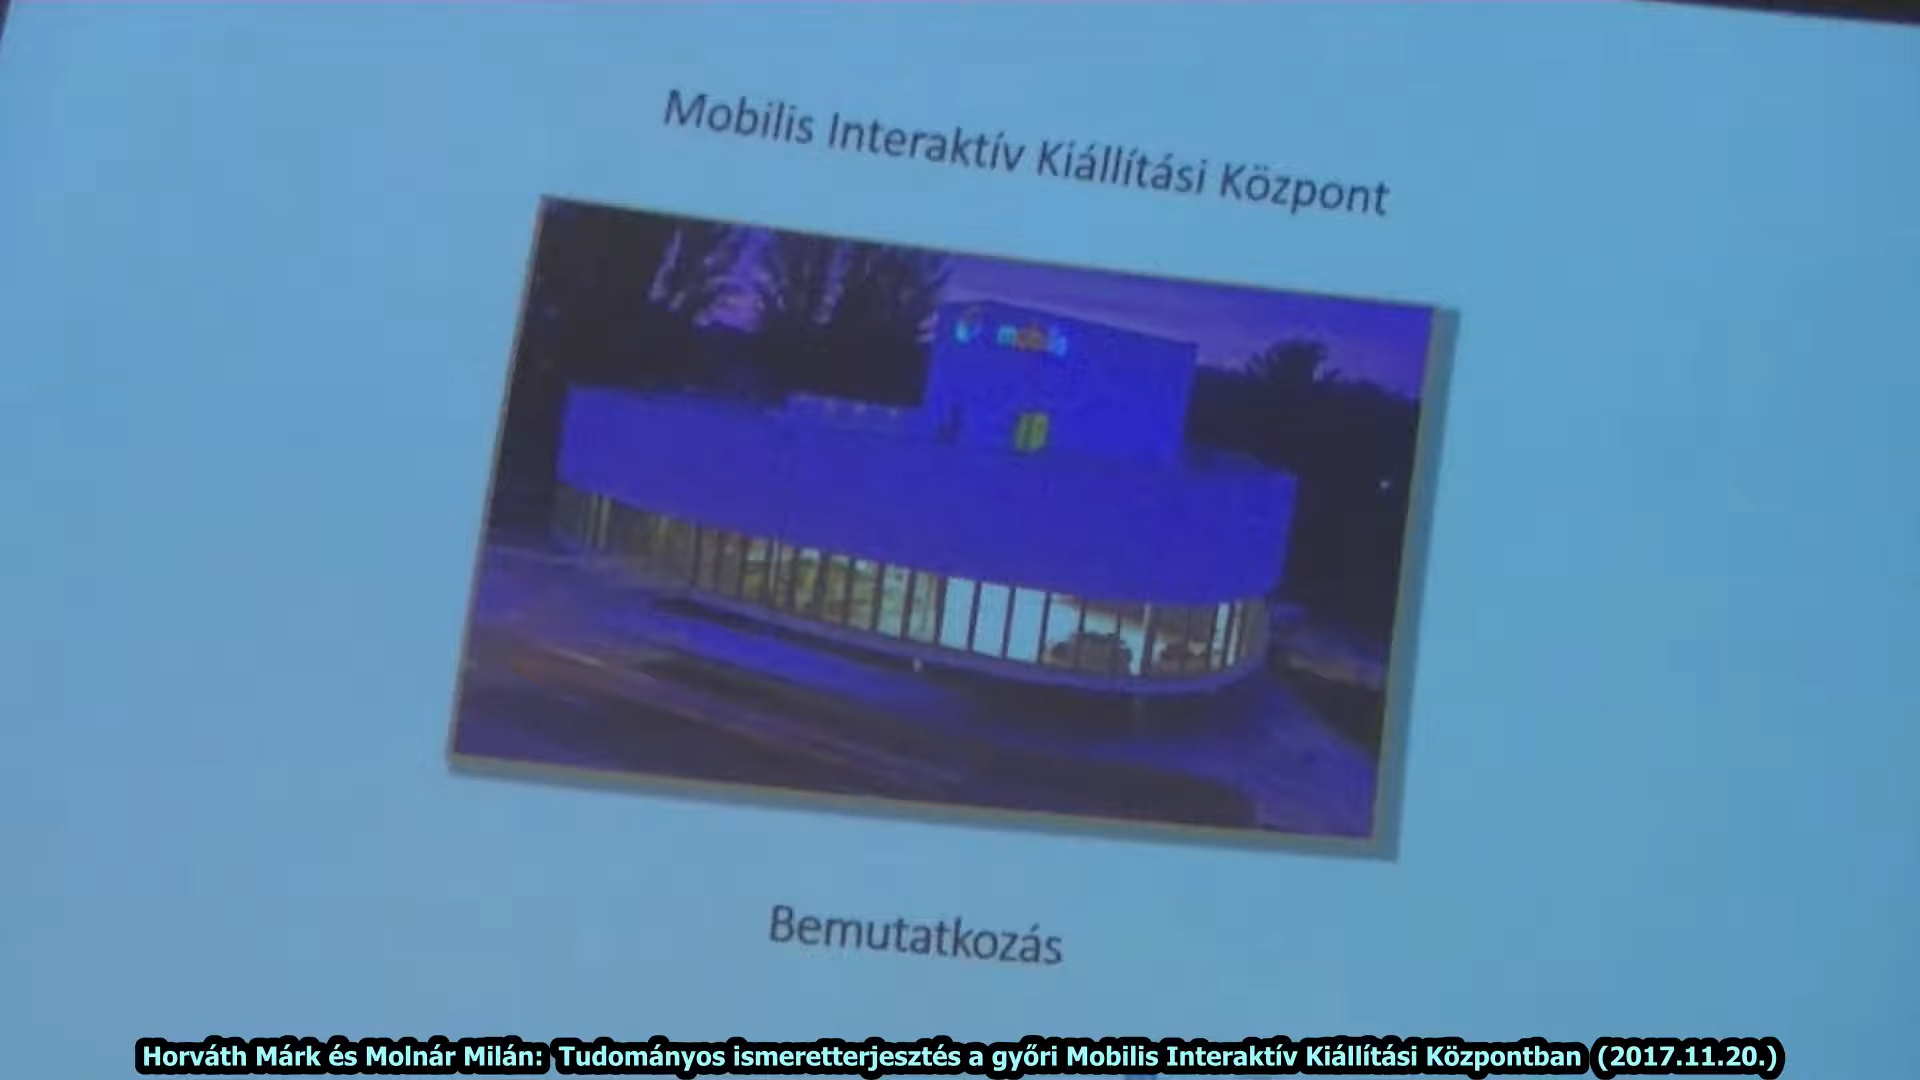 Mobilis Interaktív Kiállítási Központ
mobilis
Bemutatkozás
Horváth Márk és Molnár Milán: Tudományos ismeretterjesztés a győri Mobilis Interaktív Kiállítási Központban (2017.11.20.)